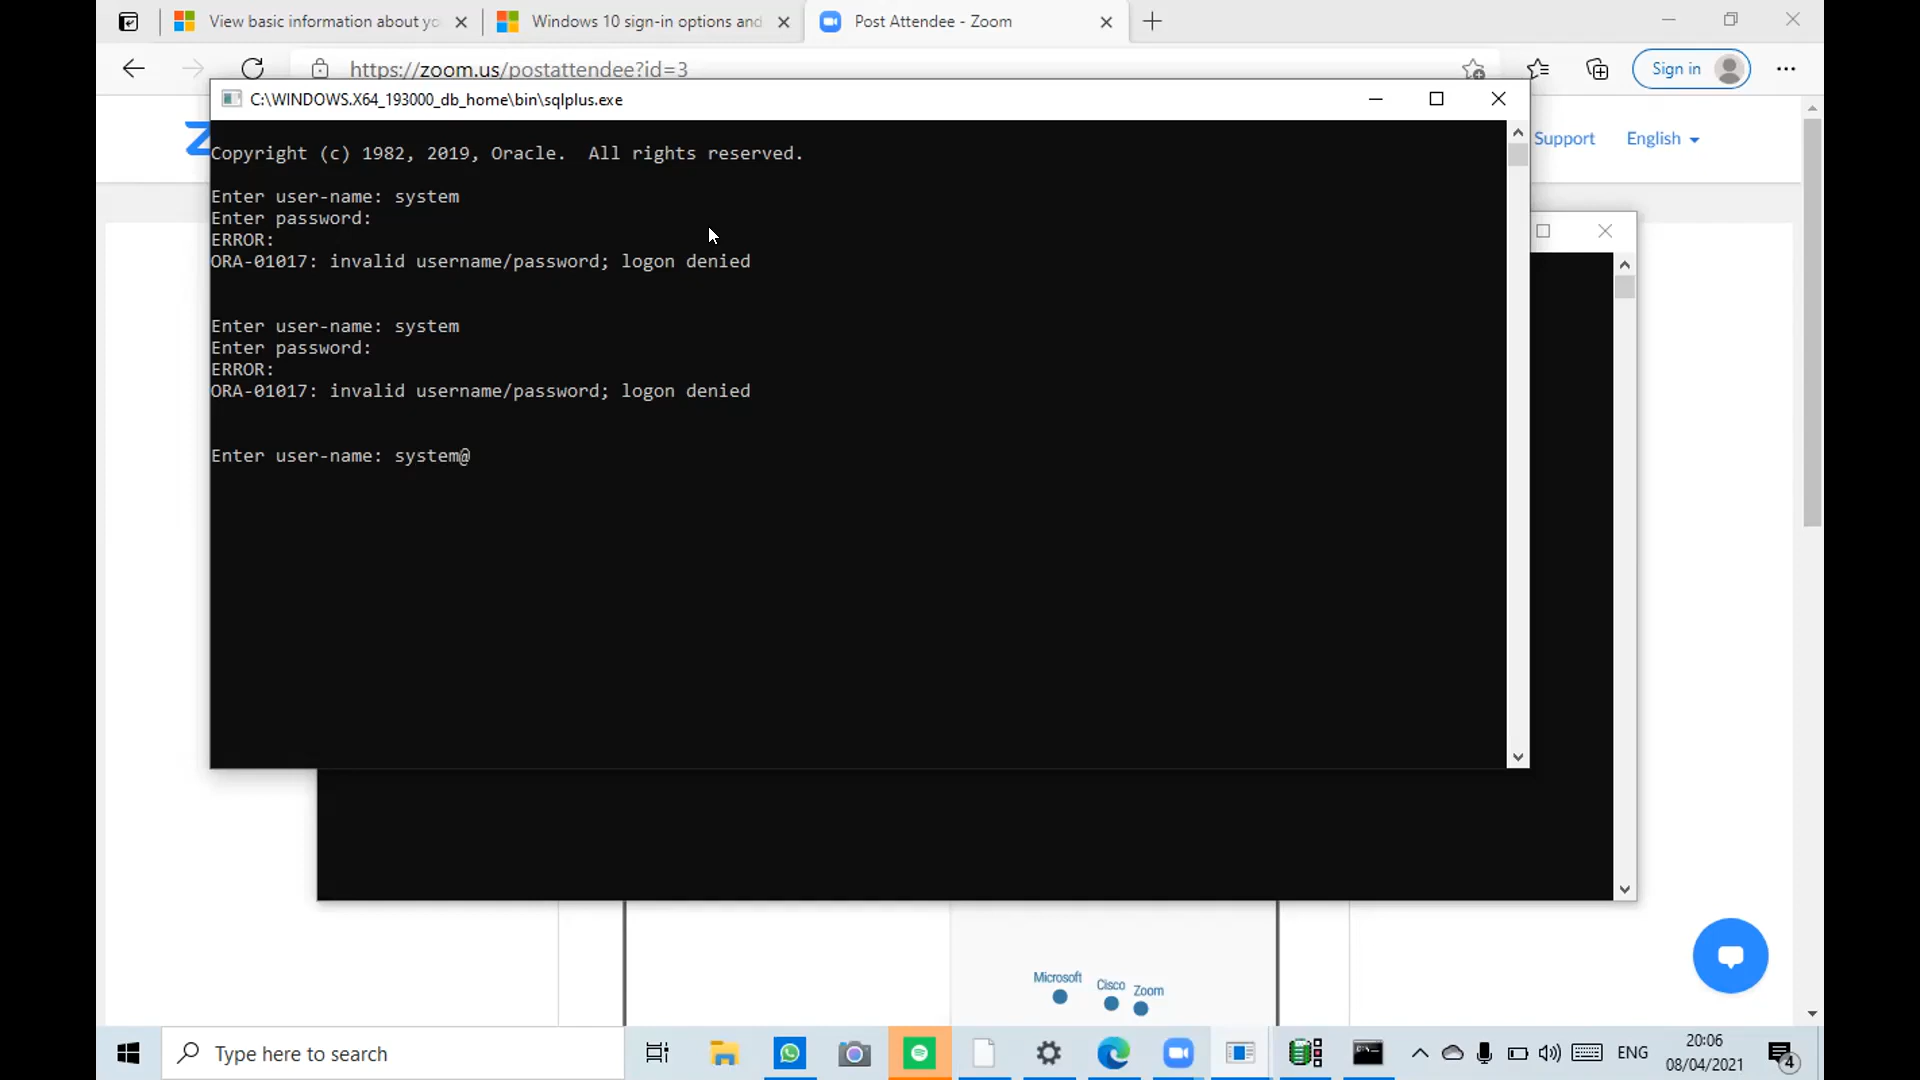 View basic information about yo
Windows 10 sign-in options and
Post Attendee - Zoom
https://zoom.us/postattendee?id=3
Sign in
C:\WINDOWS.X64_193000_db_home\bin\sqlplus.exe
Support
English
Copyright (c) 1982, 2019, Oracle.  All rights reserved.
Enter user-name: system
Enter password:
ERROR:
ORA-01017: invalid username/password; logon denied
Enter user-name: system
Enter password:
ERROR:
ORA-01017: invalid username/password; logon denied
Enter user-name: system@
Microsoft
Cisco
Zoom
Type here to search
ENG
20:06
08/04/2021
4